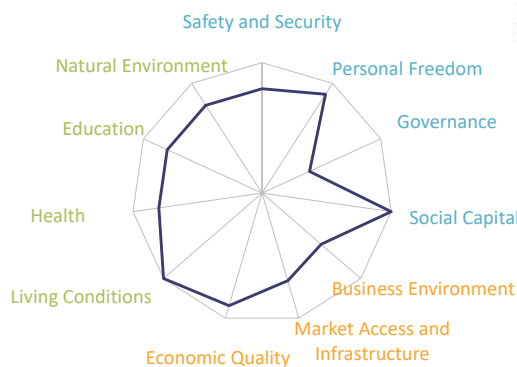 Safety and Security
Natural Environment
Personal Freedom
Education
Governance
Health
Social Capital
Living Conditions
Business Environment
Economic Quality
Market Access and
Infrastructure